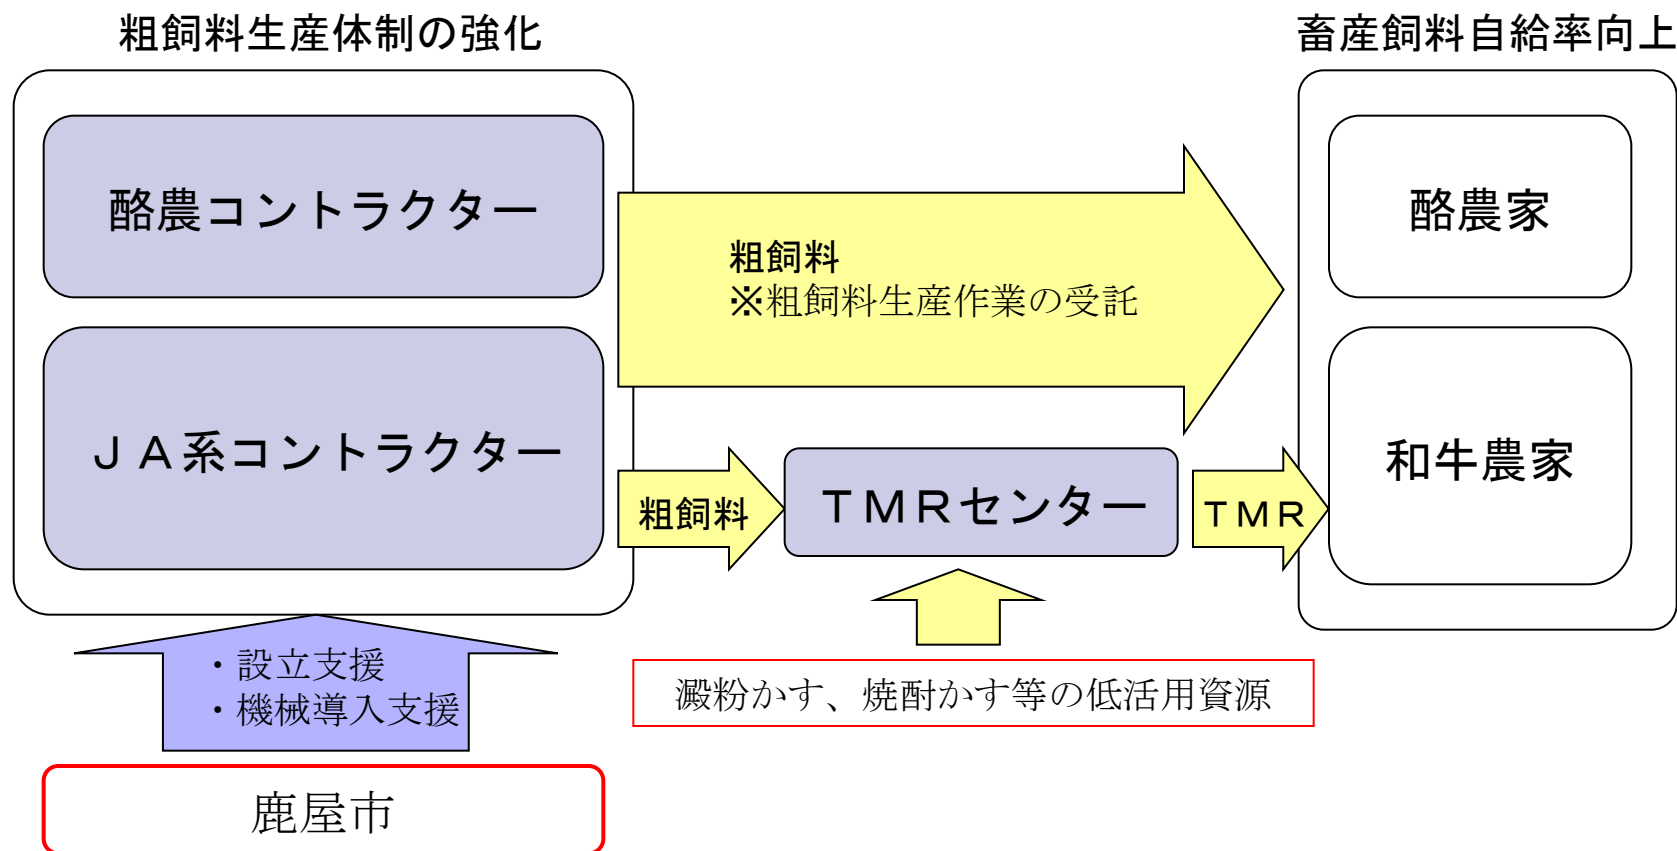 粗飼料生産体制の強化
畜産飼料自給率向上
酪農コントラクター
酪農家
粗飼料
※粗飼料生産作業の受託
ＪＡ系コントラクター
和牛農家
粗飼料
ＴＭＲセンター
ＴＭＲ
・設立支援
・機械導入支援
澱粉かす、焼酎かす等の低活用資源
鹿屋市